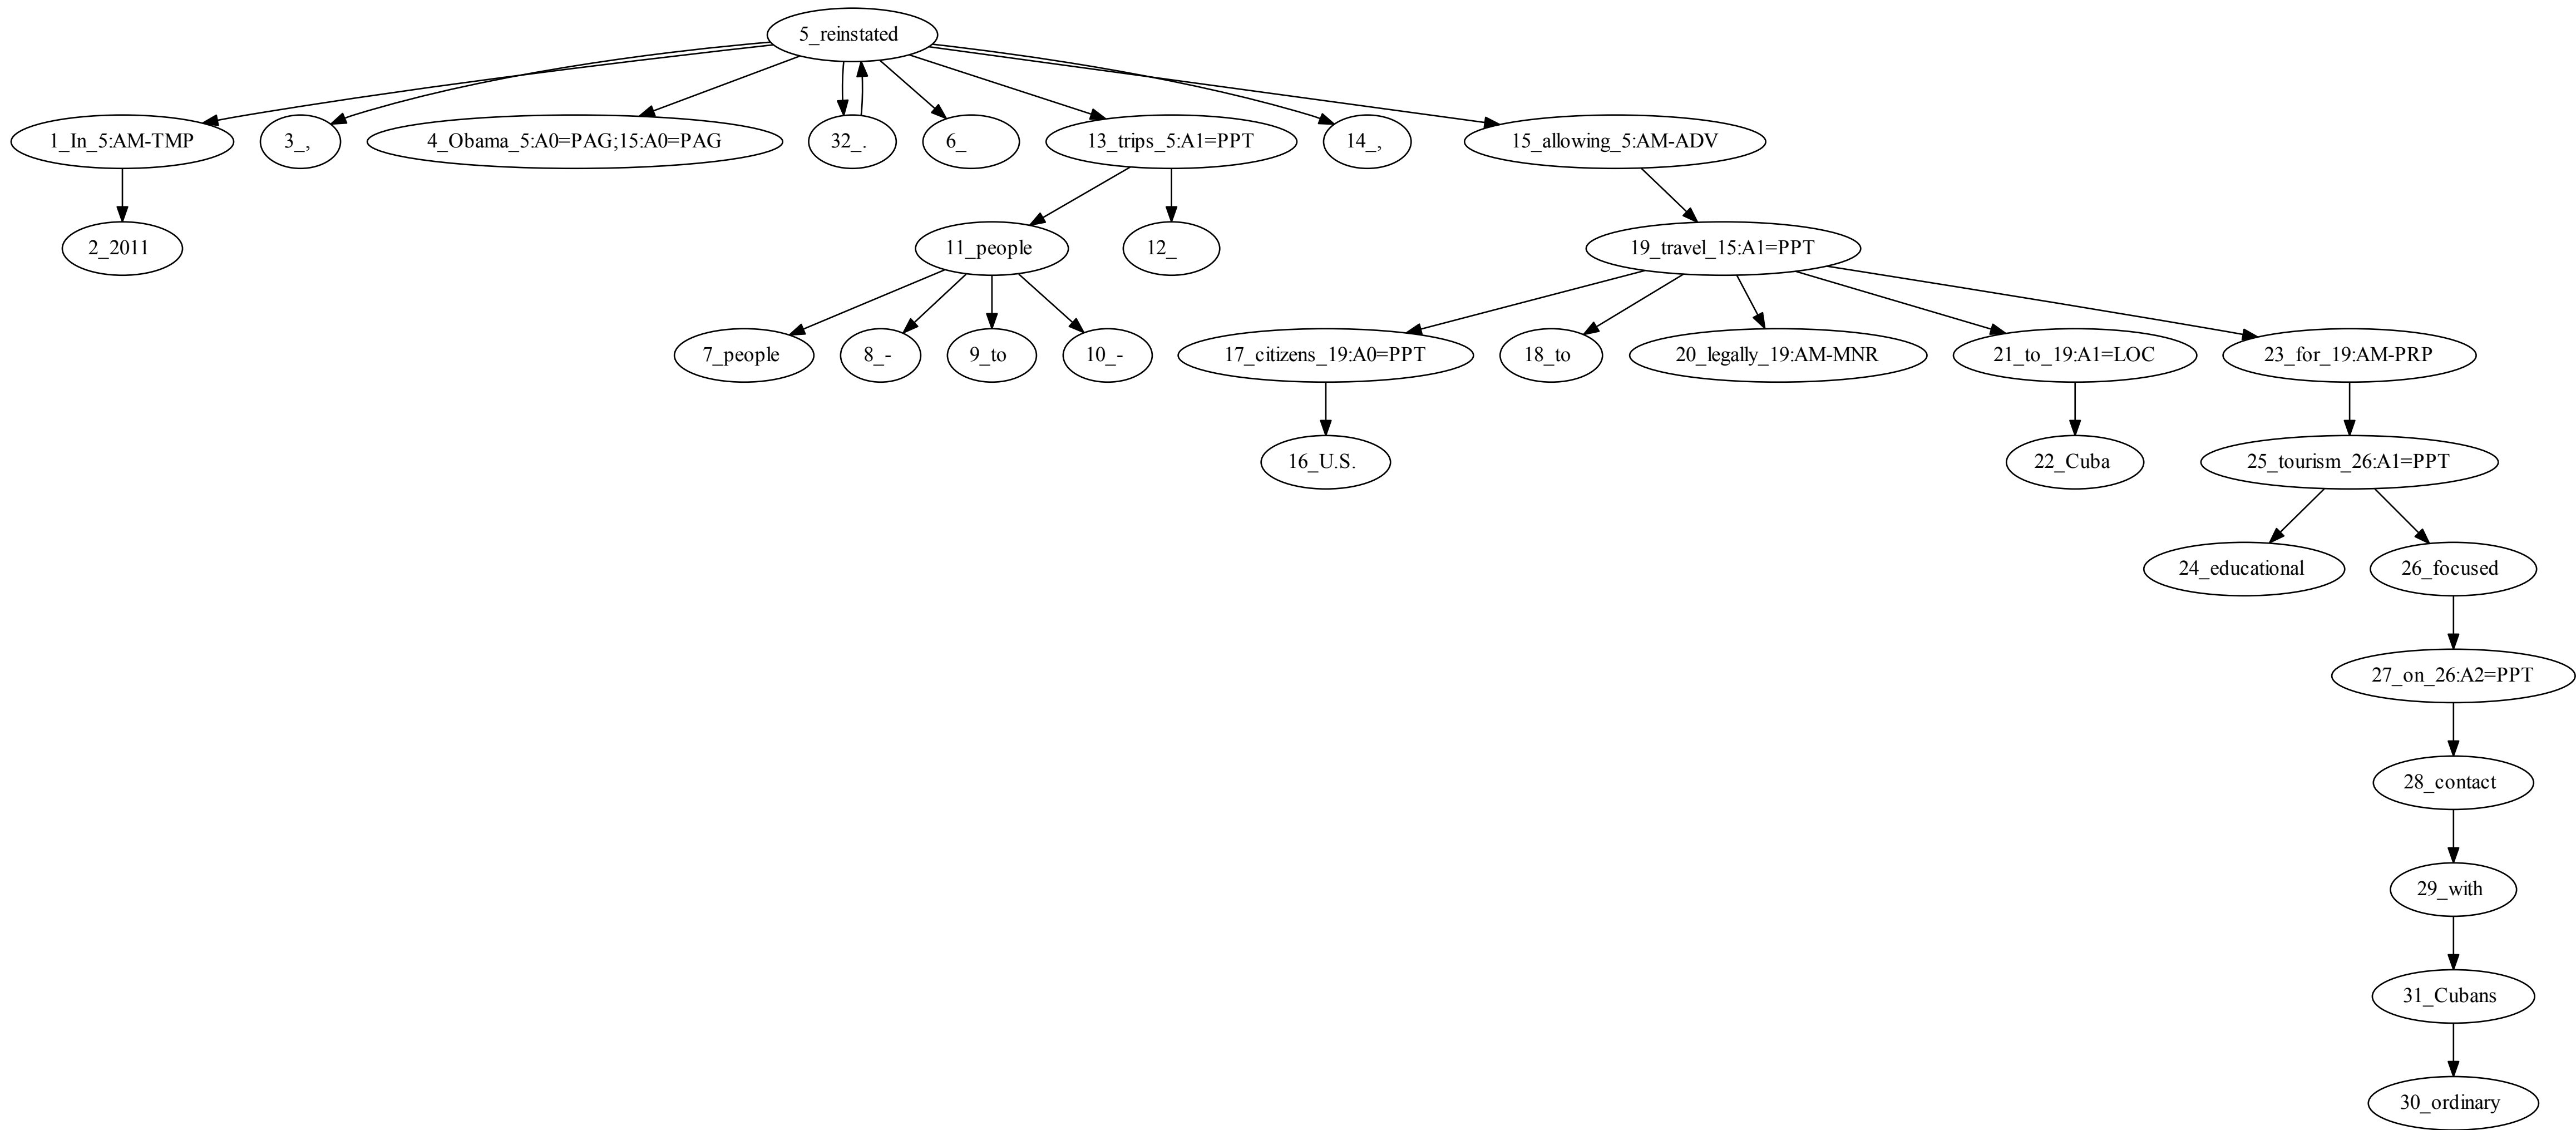 5_reinstated
1_In_5:AM-TMP
3_,
4_Obama_5:A0=PAG;15:A0=PAG
32_.
6_
13_trips_5:A1=PPT
14_,
15_allowing_5:AM-ADV
2_2011
11_people
12_
19_travel_15:A1=PPT
7_people
8_-
9_to
10_-
17_citizens_19:A0=PPT
18_to
20_legally_19:AM-MNR
21_to_19:A1=LOC
23_for_19:AM-PRP
16_U.S.
22_Cuba
25_tourism_26:A1=PPT
24_educational
26_focused
27_on_26:A2=PPT
28_contact
29_with
31_Cubans
30_ordinary